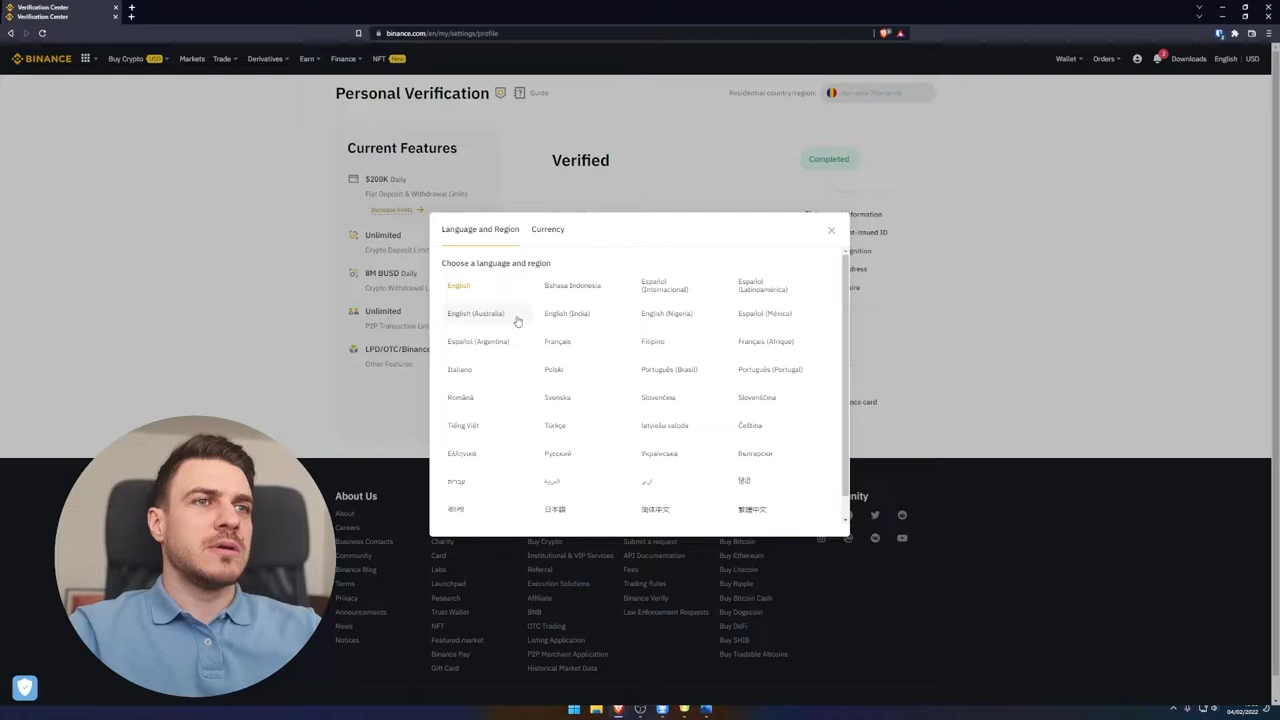 Verification Center
Verification Center
binance.com/en/my/settings/profile
BINANCE
Buy Crypto USD
Markets
Trade
Derivatives
Earn
Finance
NFT New
Wallet
Orders
3
Downloads
English | USD
Personal Verification
Guide
Residential country/region:
Current Features
$200K Daily
Fiat Deposit & Withdrawal Limits
Increase limits
Unlimited
Crypto Deposit
8M BUSD Daily
Crypto Withdrawal
Unlimited
P2P Transaction Lim
LPD/OTC/Binance
Other Features
Verified
Completed
Language and Region
Currency
Choose a language and region
English
Bahasa Indonesia
Español (Internacional)
Español (Latinoamérica)
English (Australia)
English (India)
English (Nigeria)
Español (México)
Español (Argentina)
Français
Filipino
Français (Afrique)
Italiano
Polski
Português (Brasil)
Português (Portugal)
Română
Svenska
Slovenčina
Slovenščina
Tiếng Việt
Türkçe
latviešu valoda
Čeština
Ελληνικά
Русский
Українська
български
עברית
العربية
اردو
हिंदी
বাংলা
日本語
简体中文
繁體中文
About Us
About
Careers
Business Contacts
Community
Binance Blog
Terms
Privacy
Announcements
News
Notices
Charity
Card
Labs
Launchpad
Research
Trust Wallet
NFT
Featured.market
Binance Pay
Gift Card
Buy Crypto
Institutional & VIP Services
Referral
Execution Solutions
Affiliate
BNB
OTC Trading
Listing Application
P2P Merchant Application
Historical Market Data
Submit a request
API Documentation
Fees
Trading Rules
Binance Verify
Law Enforcement Requests
Buy Bitcoin
Buy Ethereum
Buy Litecoin
Buy Ripple
Buy Bitcoin Cash
Buy Dogecoin
Buy DeFi
Buy SHIB
Buy Tradable Altcoins
04/02/2022